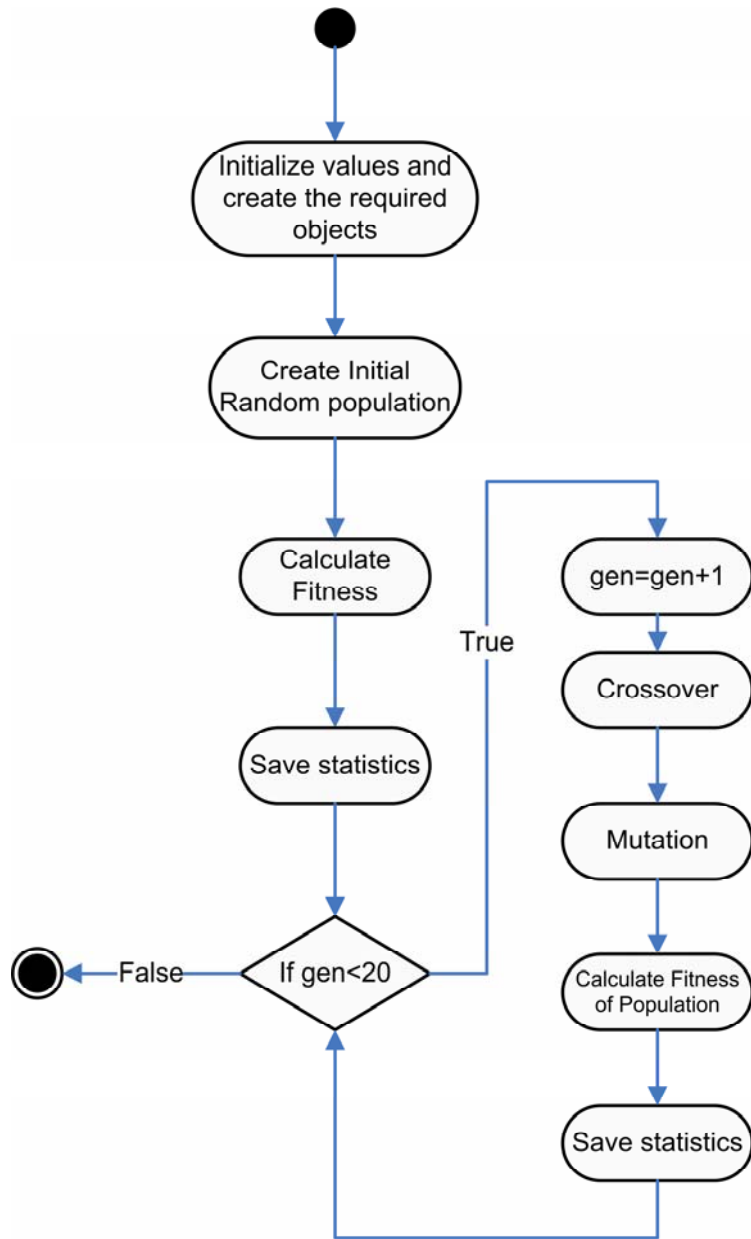 Initialize values and
create the required
objects
Create Initial
Random population
Calculate
Fitness
Save statistics
If gen<20
False
True
gen=gen+1
Crossover
Mutation
Calculate Fitness
of Population
Save statistics